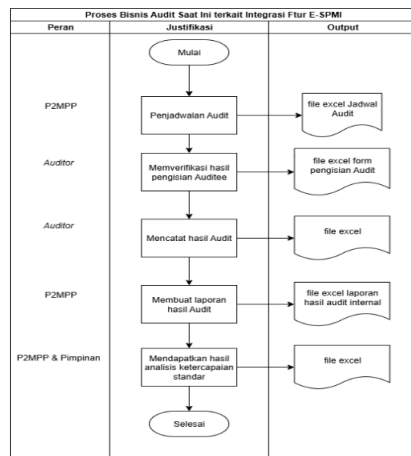 Proses Bisnis Audit Saat Ini terkait Integrasi Ftur E-SPMI
Peran
Justifikasi
Output
Mulai
P2MPP
Penjadwalan Audit
file excel Jadwal
Audit
Auditor
Memverifikasi hasil
pengisian Auditee
file excel form
pengisian Audit
Auditor
Mencatat hasil Audit
file excel
P2MPP
Membuat laporan
hasil Audit
file excel laporan
hasil audit internal
P2MPP & Pimpinan
Mendapatkan hasil
analisis ketercapaian
standar
file excel
Selesai